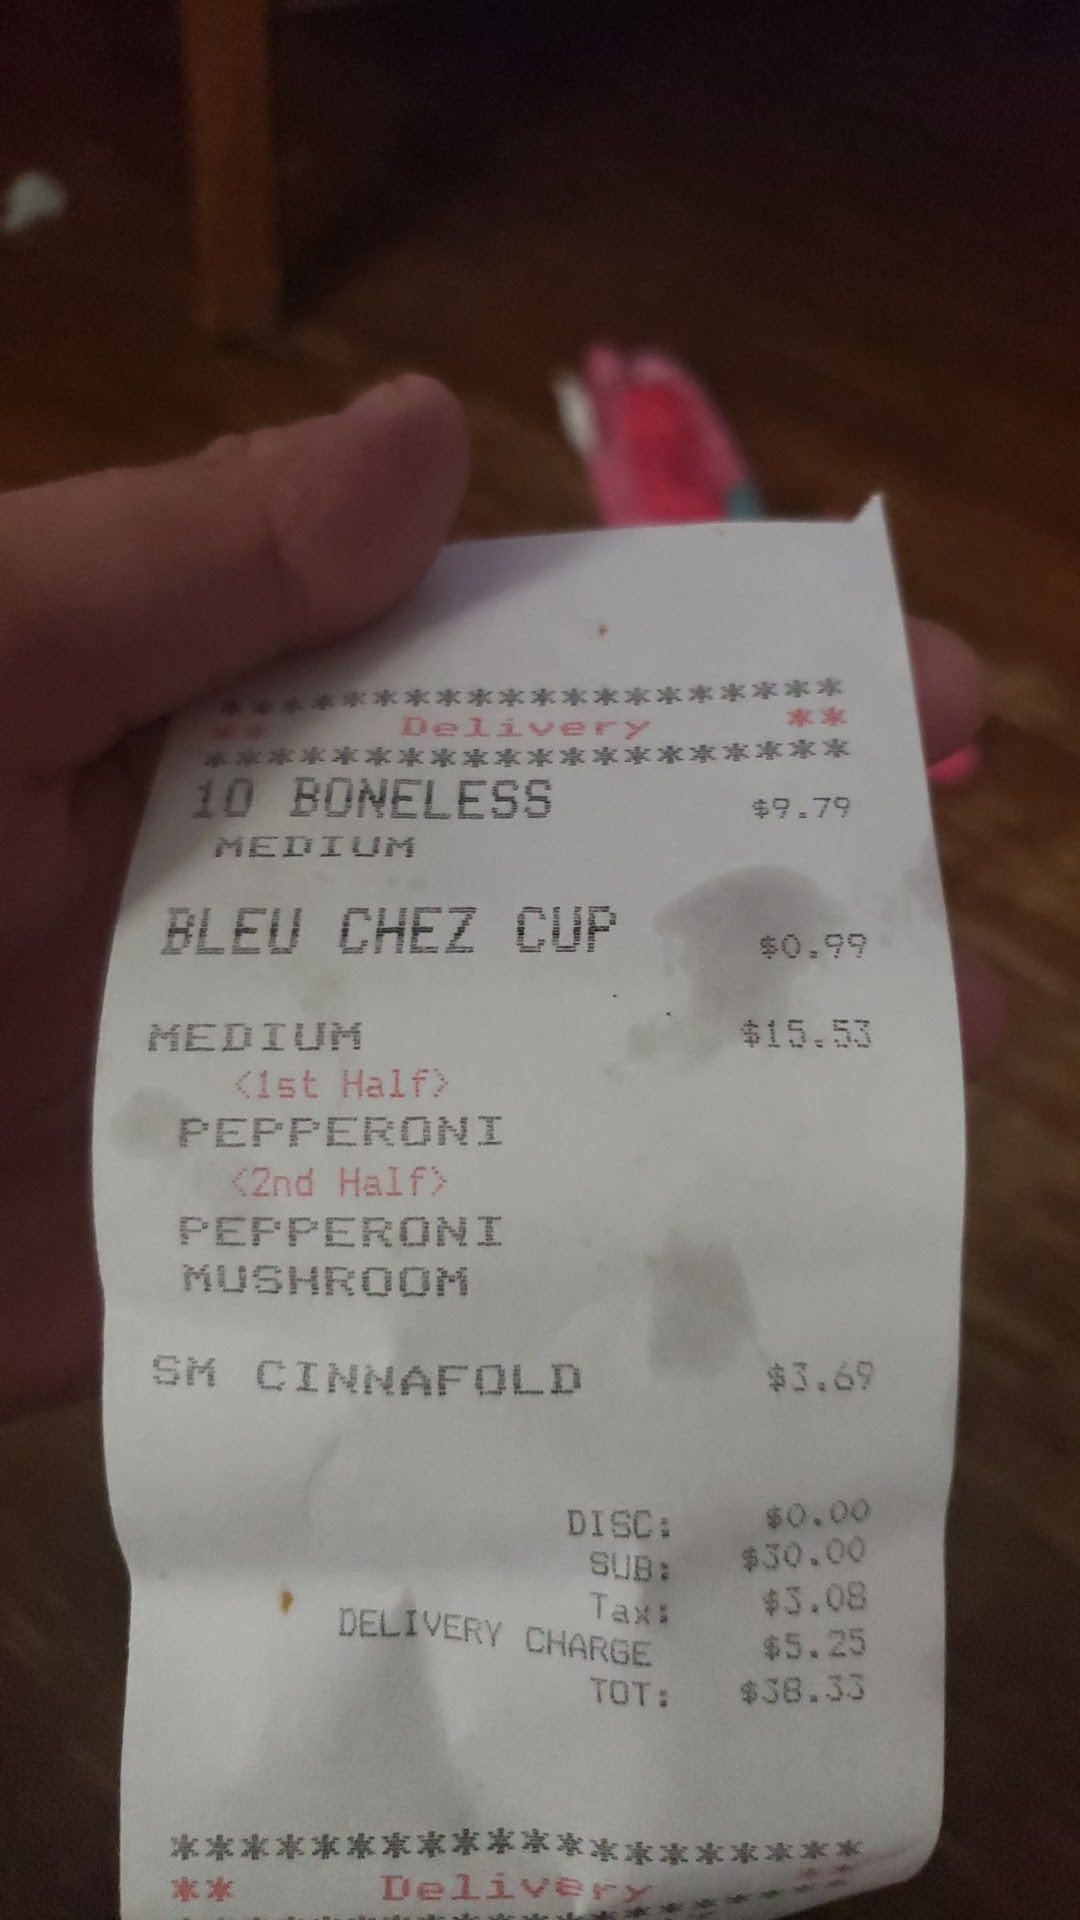 ********************
** Delivery **
********************
10 BONELESS $9.79
MEDIUM
BLEU CHEZ CUP $0.99
MEDIUM $15.53
<1st Half>
PEPPERONI
<2nd Half>
PEPPERONI
MUSHROOM
SM CINNAFOLD $3.69
DISC: $0.00
SUB: $30.00
Tax: $3.08
DELIVERY CHARGE $5.25
TOT: $38.33
********************
** Delivery **